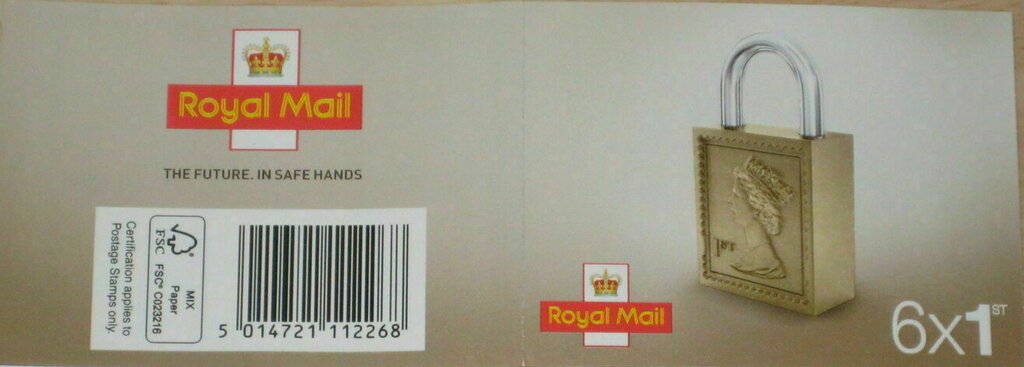 Royal Mail
THE FUTURE. IN SAFE HANDS
Certification applies to
Postage Stamps only.
FSC
MIX
Paper
FSC® C023216
5 014721 112268
1ST
Royal Mail
6x1ST